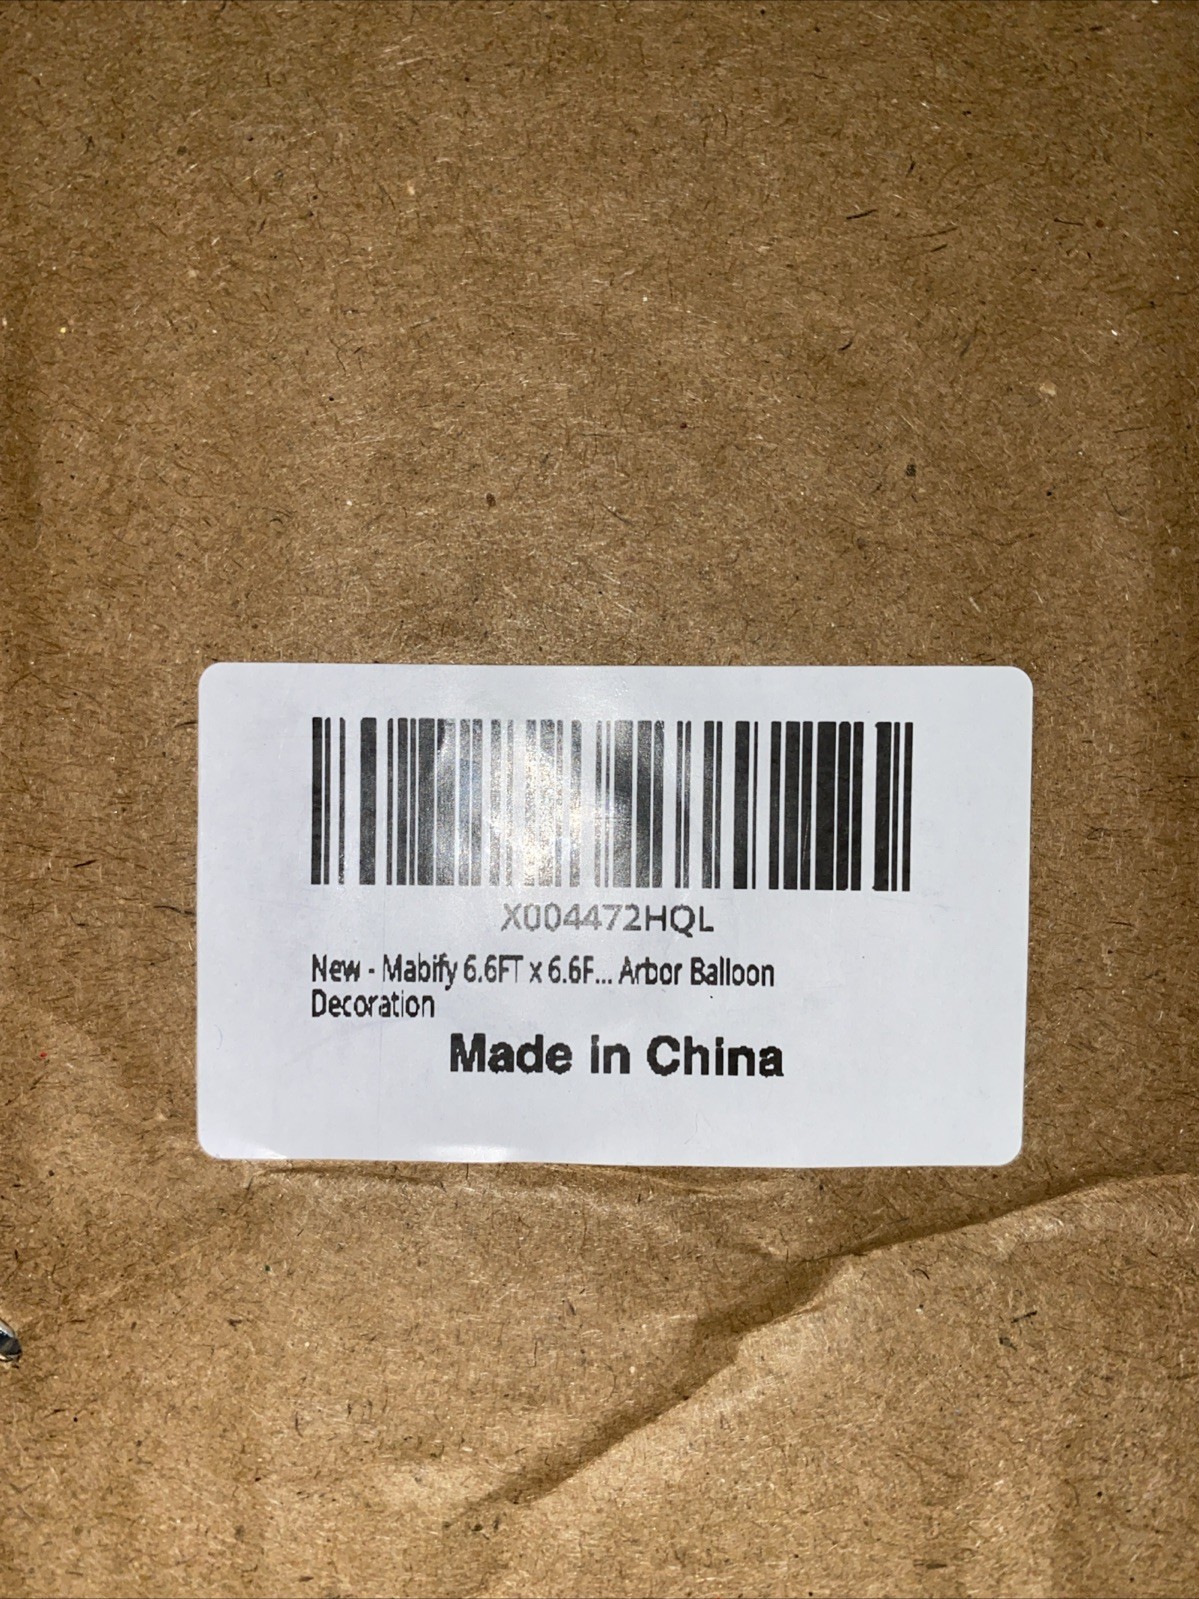 X004472HQL
New - Mabify 6.6FT x 6.6F... Arbor Balloon
Decoration
Made in China